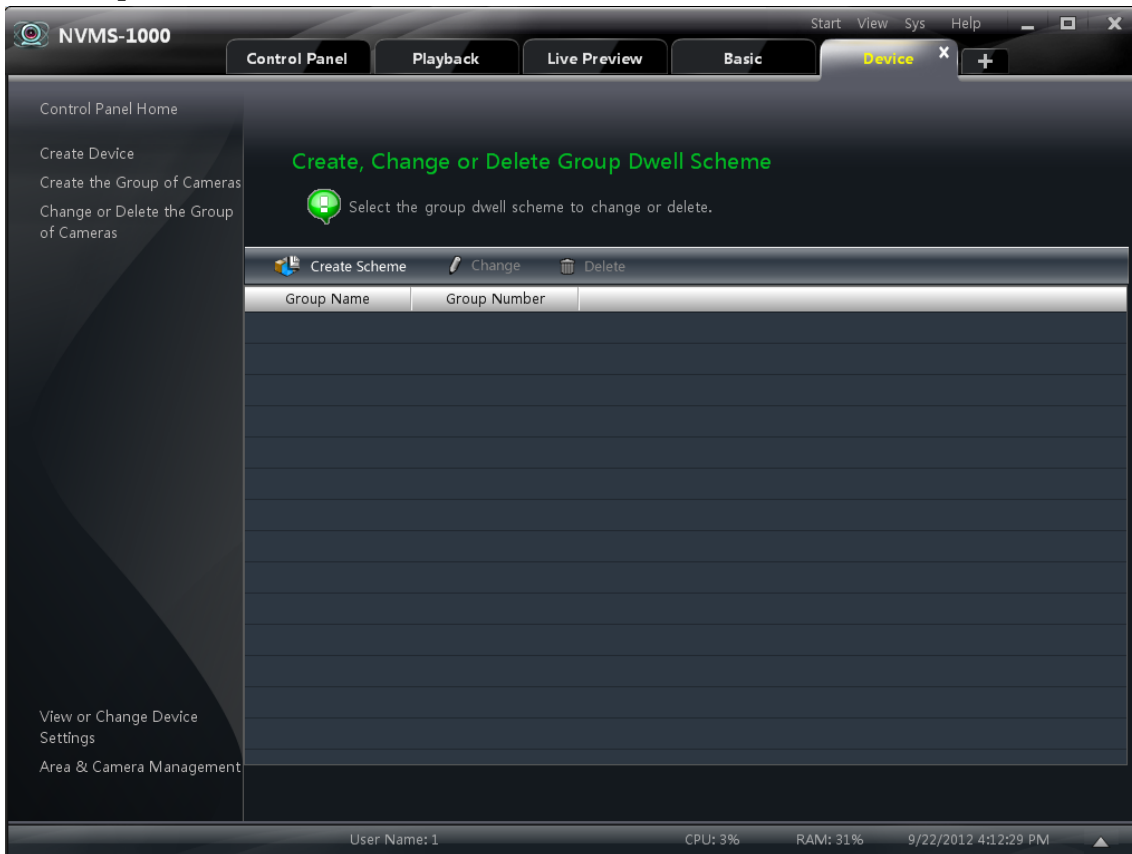 NVMS-1000
Start View Sys Help
Control Panel Playback Live Preview Basic Device
Control Panel Home
Create Device
Create the Group of Cameras
Change or Delete the Group
of Cameras
Create, Change or Delete Group Dwell Scheme
Select the group dwell scheme to change or delete.
Create Scheme Change Delete
Group Name Group Number
View or Change Device
Settings
Area & Camera Management
User Name: 1 CPU: 3% RAM: 31% 9/22/2012 4:12:29 PM